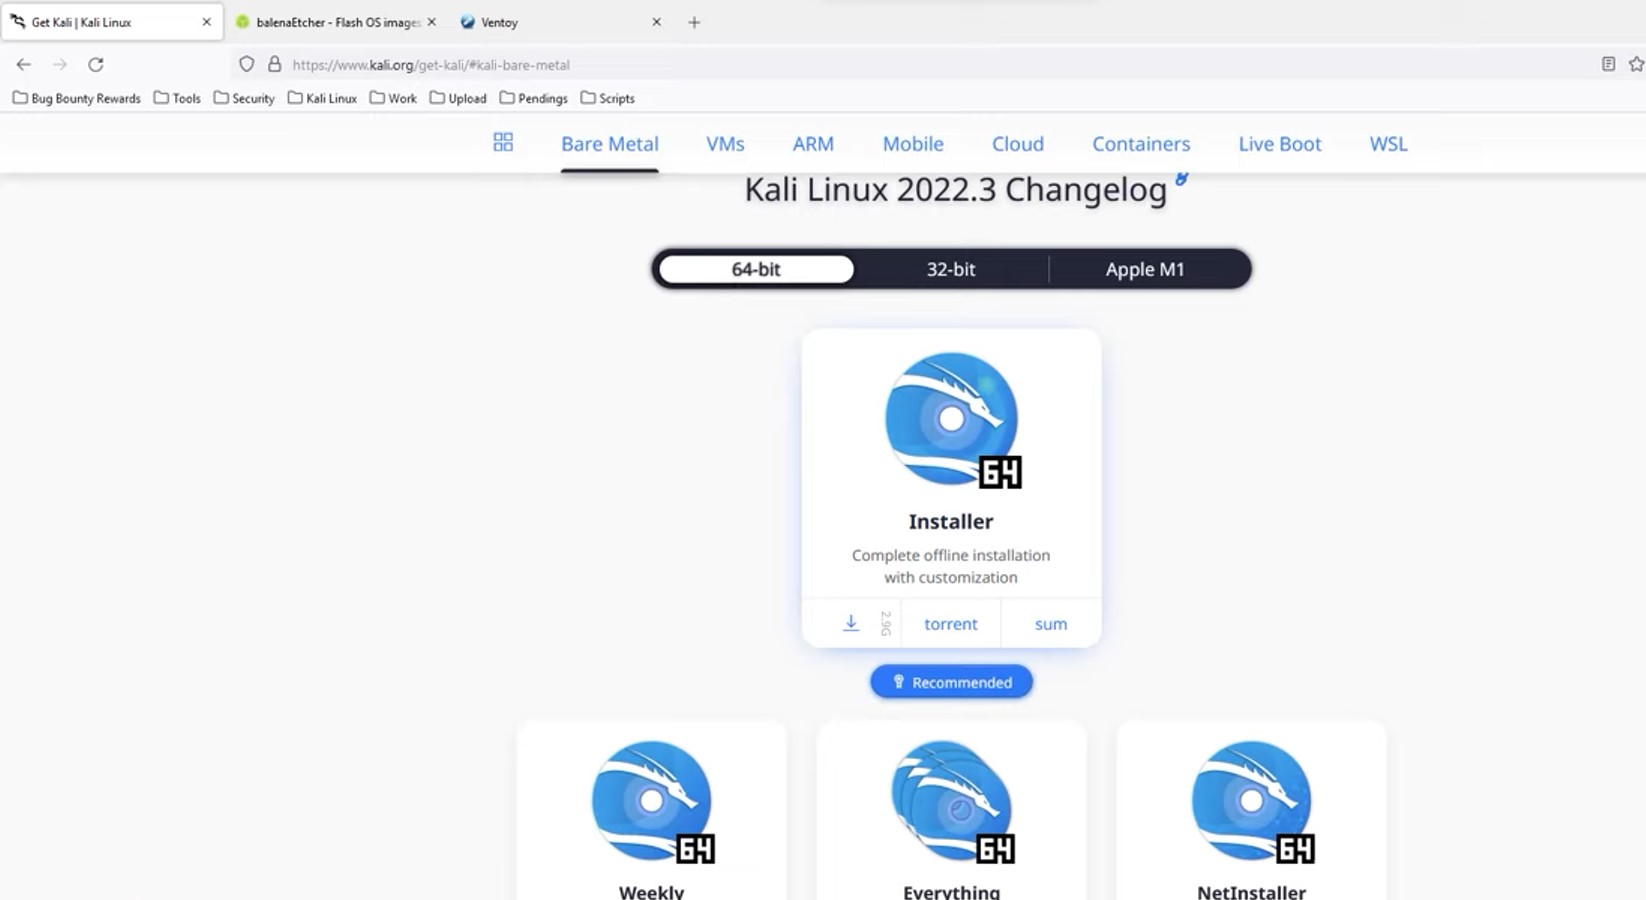 Get Kali | Kali Linux
balenaEtcher - Flash OS images
Ventoy
https://www.kali.org/get-kali/#kali-bare-metal
Bug Bounty Rewards Tools Security Kali Linux Work Upload Pendings Scripts
Bare Metal VMs ARM Mobile Cloud Containers Live Boot WSL
Kali Linux 2022.3 Changelog
64-bit 32-bit Apple M1
64
Installer
Complete offline installation
with customization
2.9G torrent sum
Recommended
64 64 64
Weekly Everything NetInstaller